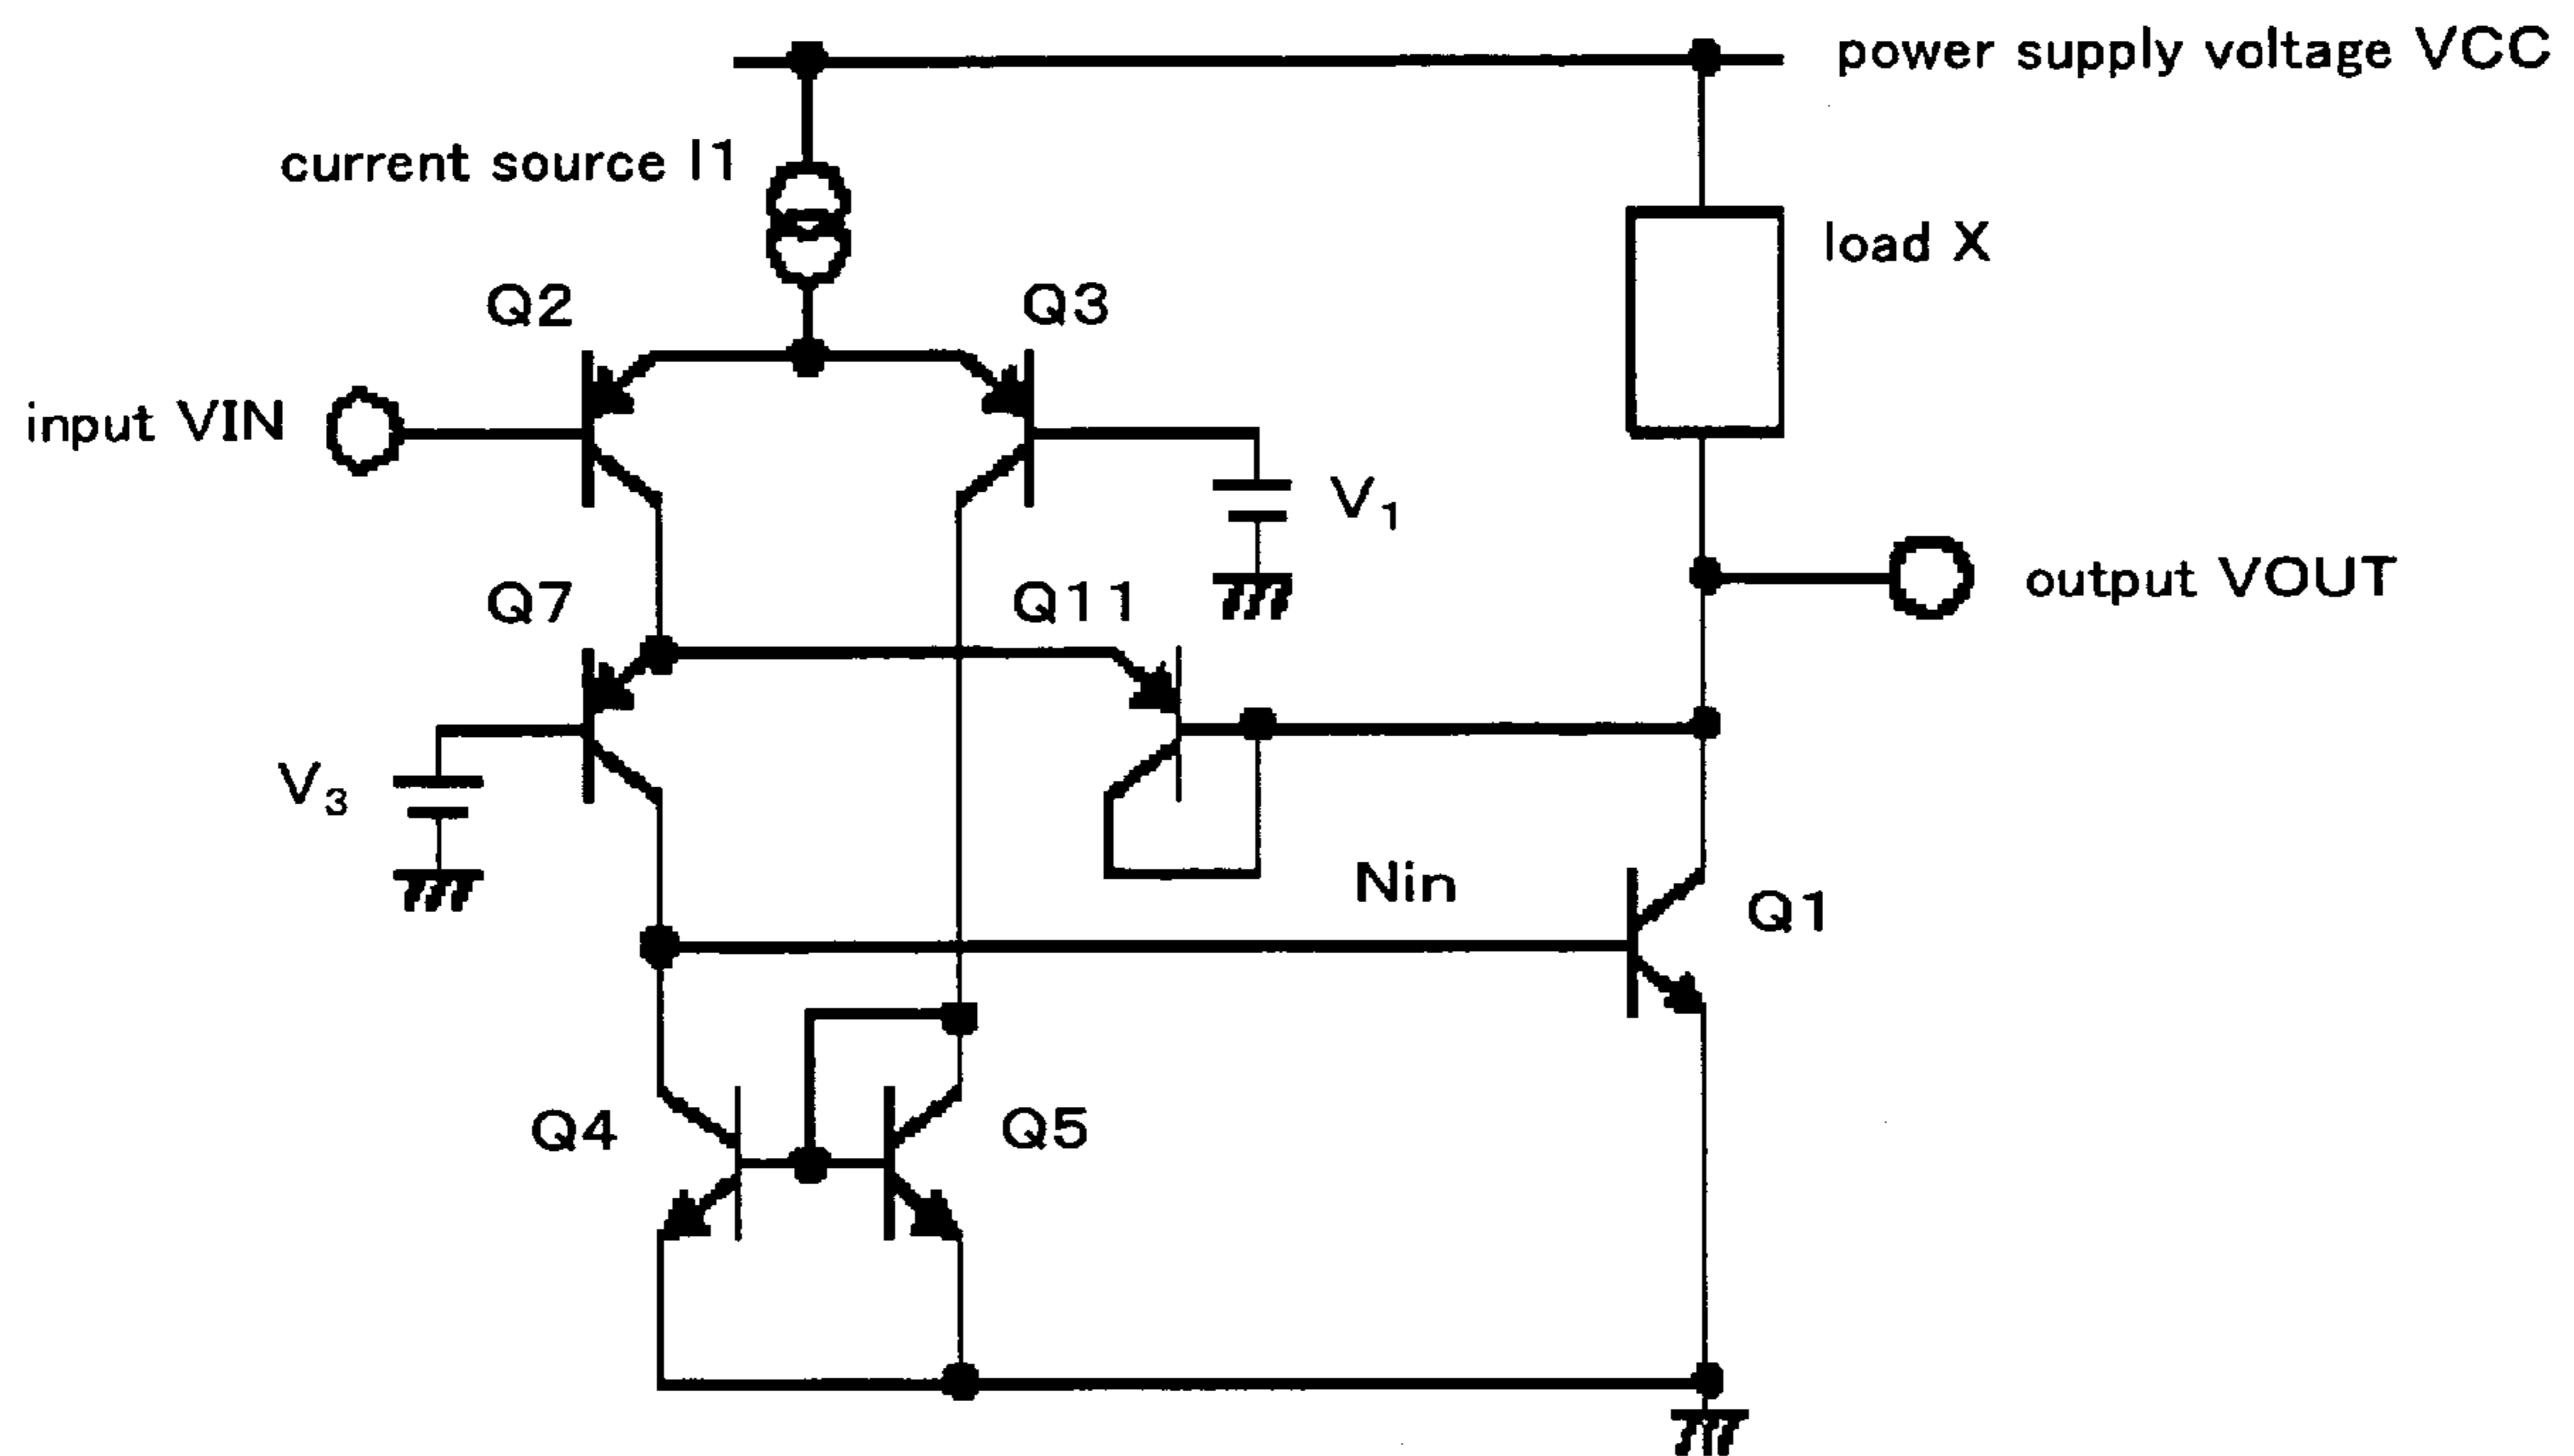 power supply voltage VCC
current source I1
load X
Q2
Q3
input VIN
V1
Q7
Q11
output VOUT
V3
Nin
Q1
Q4
Q5